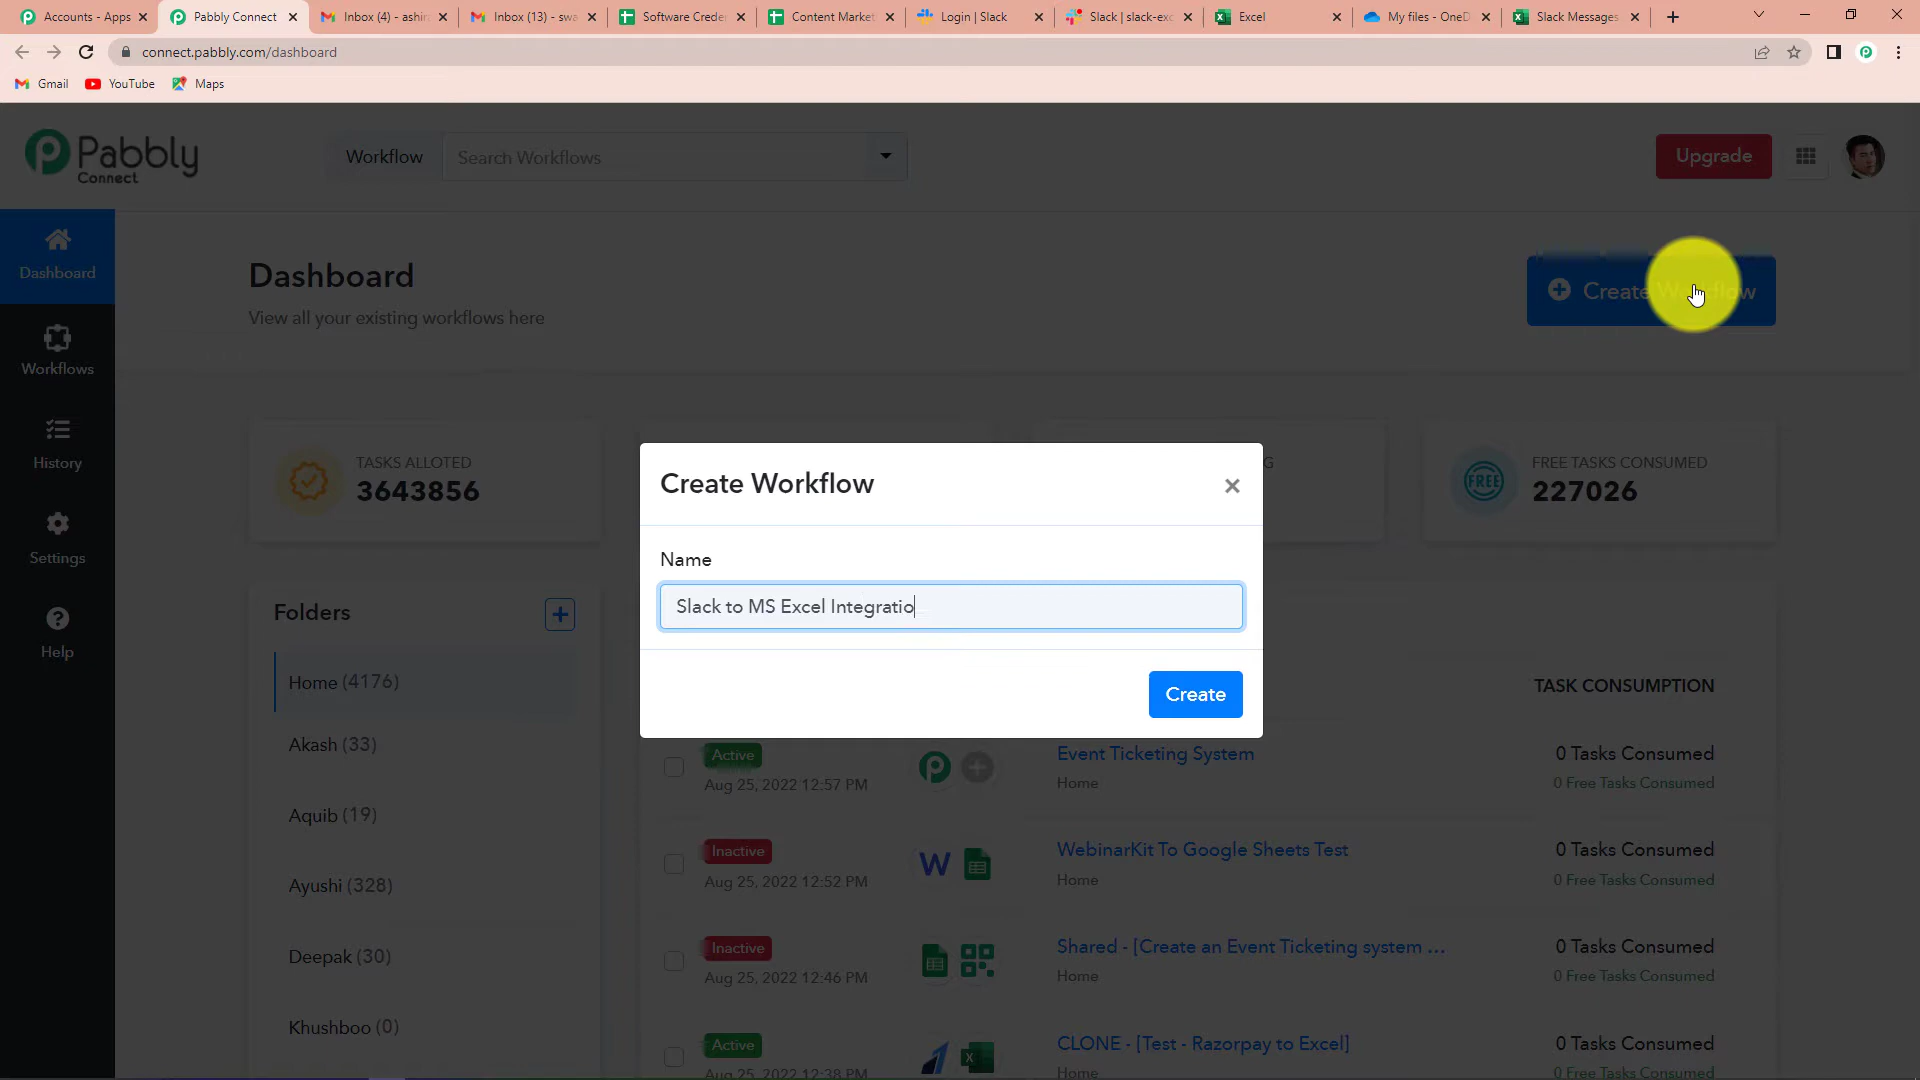 Accounts - Apps
Pabbly Connect
Inbox (4) - ashir
Inbox (13) - swa
Software Crede
Content Market
Login | Slack
Slack | slack-exc
Excel
My files - OneD
Slack Messages
connect.pabbly.com/dashboard
Gmail
YouTube
Maps
Pabbly
Connect
Workflow
Search Workflows
Upgrade
Dashboard
Workflows
History
Settings
Help
Dashboard
View all your existing workflows here
Create Workflow
TASKS ALLOTED
3643856
G
FREE TASKS CONSUMED
FREE
227026
Create Workflow
Name
Slack to MS Excel Integratio
Create
Folders
Home (4176)
Akash (33)
Aquib (19)
Ayushi (328)
Deepak (30)
Khushboo (0)
TASK CONSUMPTION
Active
Aug 25, 2022 12:57 PM
Event Ticketing System
Home
0 Tasks Consumed
0 Free Tasks Consumed
Inactive
Aug 25, 2022 12:52 PM
WebinarKit To Google Sheets Test
Home
0 Tasks Consumed
0 Free Tasks Consumed
Inactive
Aug 25, 2022 12:46 PM
Shared - [Create an Event Ticketing system ...
Home
0 Tasks Consumed
0 Free Tasks Consumed
Active
Aug 25, 2022 12:38 PM
CLONE - [Test - Razorpay to Excel]
Home
0 Tasks Consumed
0 Free Tasks Consumed